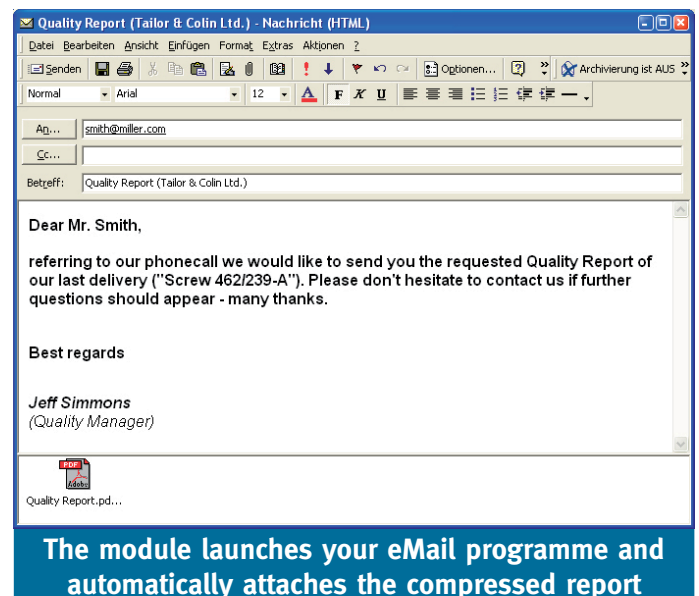 Quality Report (Tailor & Colin Ltd.) - Nachricht (HTML)
Datei Bearbeiten Ansicht Einfügen Format Extras Aktionen ?
Senden Optionen... Archivierung ist AUS
Normal Arial 12 A F K U
An... smith@miller.com
Cc...
Betreff: Quality Report (Tailor & Colin Ltd.)
Dear Mr. Smith,
referring to our phonecall we would like to send you the requested Quality Report of
our last delivery ("Screw 462/239-A"). Please don't hesitate to contact us if further
questions should appear - many thanks.
Best regards
Jeff Simmons
(Quality Manager)
PDF
Adobe
Quality Report.pd...
The module launches your eMail programme and
automatically attaches the compressed report